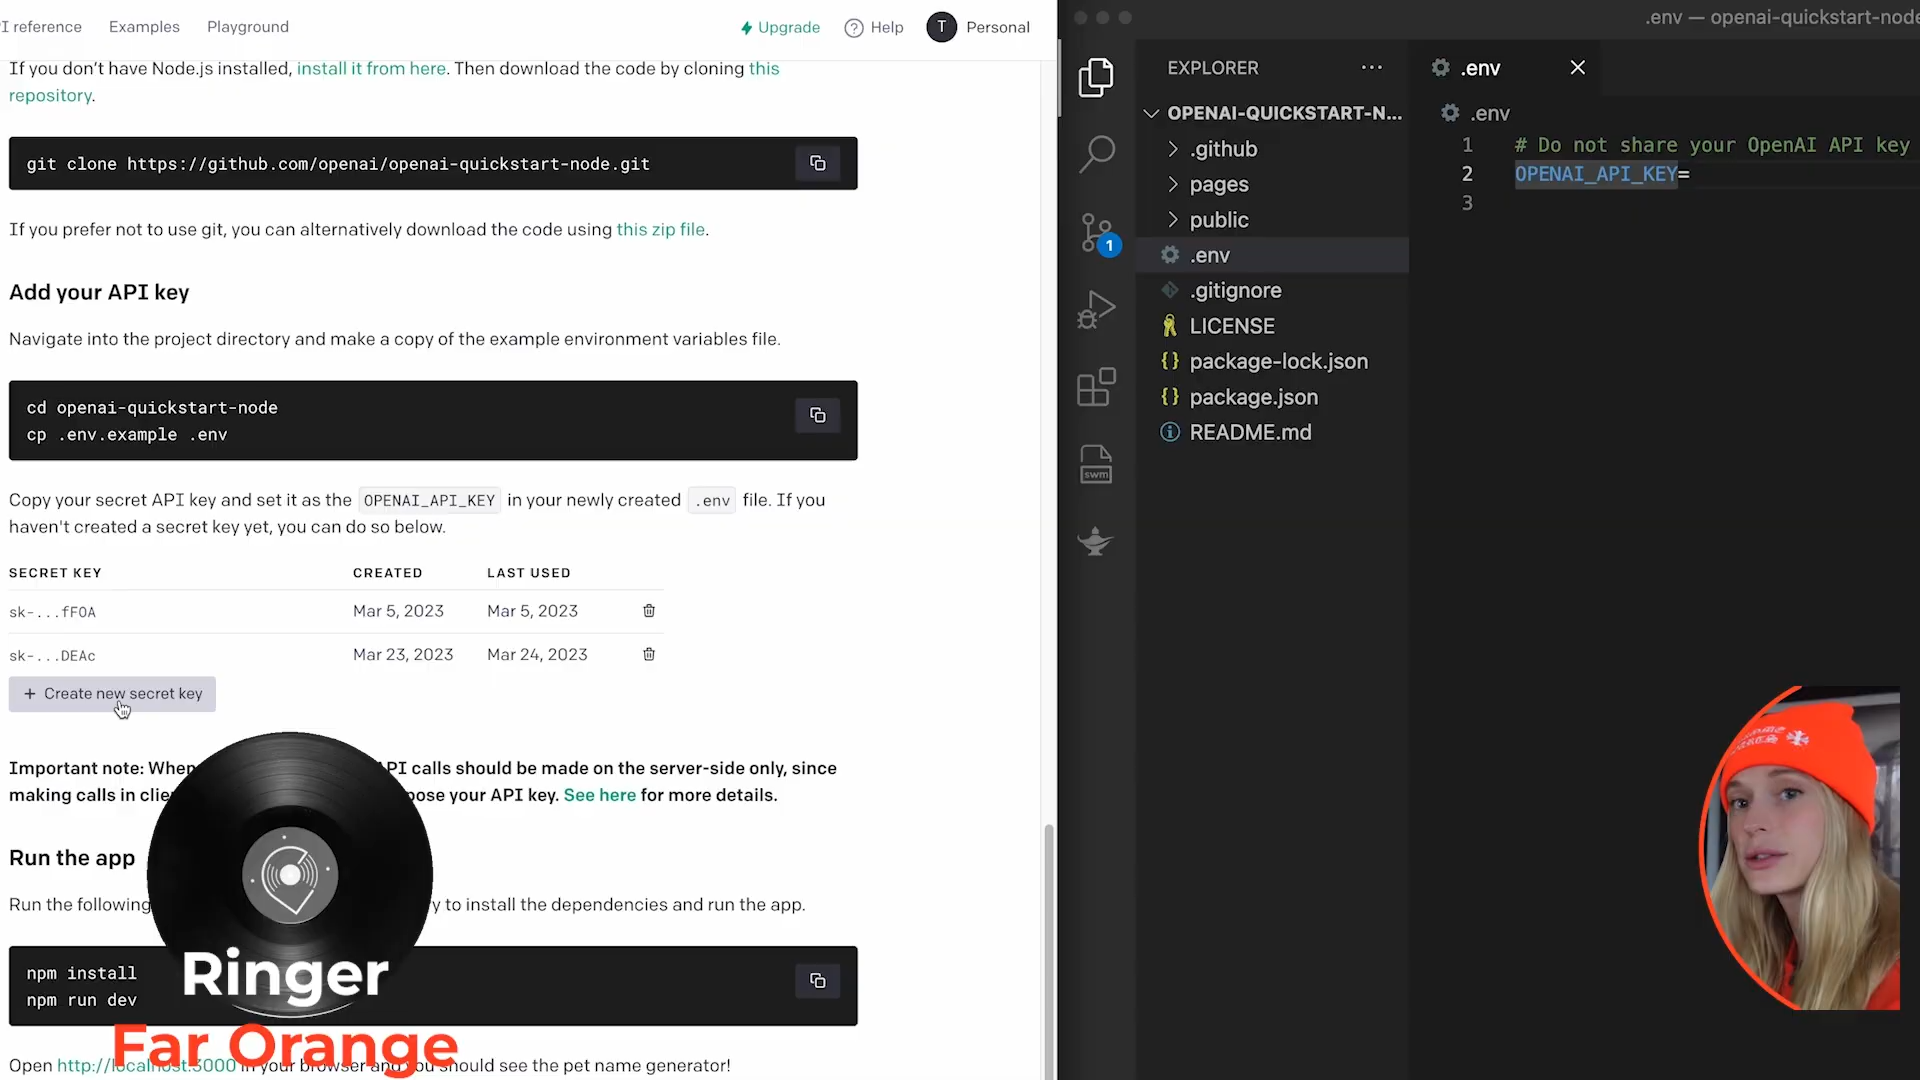 I reference
Examples
Playground
Upgrade
Help
T
Personal
If you don't have Node.js installed, install it from here. Then download the code by cloning this
repository.
git clone https://github.com/openai/openai-quickstart-node.git
If you prefer not to use git, you can alternatively download the code using this zip file.
Add your API key
Navigate into the project directory and make a copy of the example environment variables file.
cd openai-quickstart-node
cp .env.example .env
Copy your secret API key and set it as the OPENAI_API_KEY in your newly created .env file. If you
haven't created a secret key yet, you can do so below.
SECRET KEY CREATED LAST USED
sk-...fFOA Mar 5, 2023 Mar 5, 2023
sk-...DEAc Mar 23, 2023 Mar 24, 2023
+ Create new secret key
Important note: When PI calls should be made on the server-side only, since
making calls in clie pose your API key. See here for more details.
Run the app
Run the following y to install the dependencies and run the app.
npm install
npm run dev
Ringer
Far Orange
Open http://localhost:3000 in your browser and you should see the pet name generator!
.env — openai-quickstart-node
EXPLORER
OPENAI-QUICKSTART-N...
.github
pages
public
.env
.gitignore
LICENSE
package-lock.json
package.json
README.md
1
swm
.env
.env
1 # Do not share your OpenAI API key
2 OPENAI_API_KEY=
3